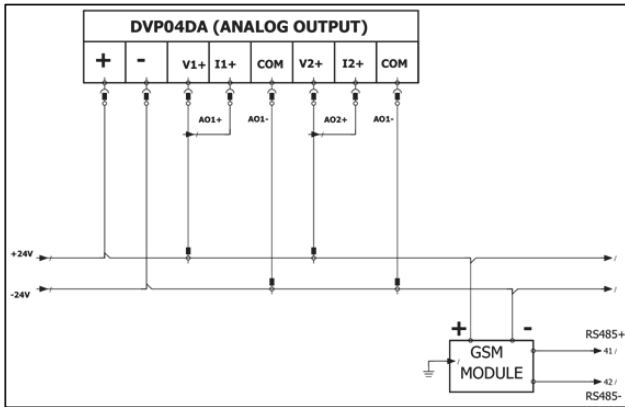 DVP04DA (ANALOG OUTPUT)
+ - V1+ I1+ COM V2+ I2+ COM
AO1+ AO1- AO2+ AO1-
+24V
-24V
+ -
GSM
MODULE
RS485+
41 /
42 /
RS485-